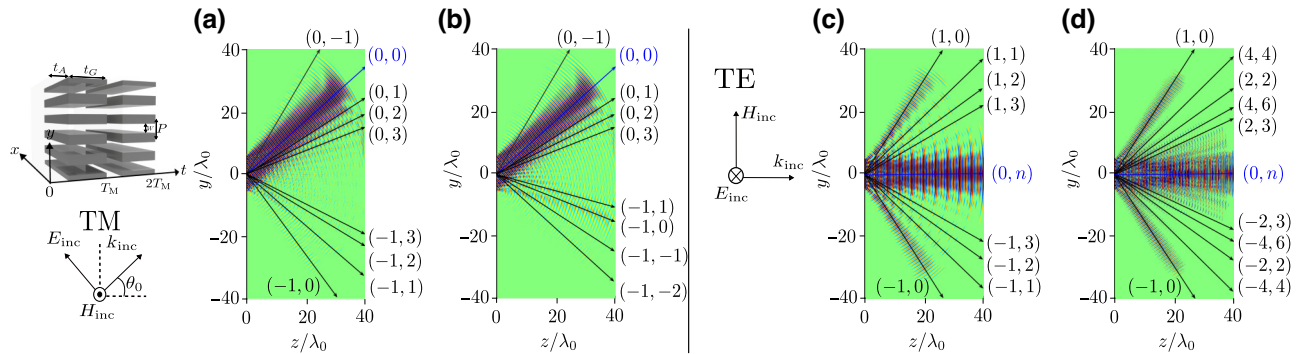 (a)
(b)
(c)
(d)
t_A
t_G
w
P
x
y
0
T_M
2T_M
t
TM
E_inc
k_inc
θ_0
H_inc
(0, −1)
40
(0, 0)
20
(0, 1)
(0, 2)
(0, 3)
y/λ_0
0
−20
(−1, 3)
(−1, 2)
(−1, 1)
(−1, 0)
−40
0
20
40
z/λ_0
(0, −1)
40
(0, 0)
20
(0, 1)
(0, 2)
(0, 3)
y/λ_0
0
(−1, 1)
(−1, 0)
−20
(−1, −1)
(−1, −2)
−40
0
20
40
z/λ_0
TE
H_inc
k_inc
E_inc
(1, 0)
40
(1, 1)
(1, 2)
20
(1, 3)
y/λ_0
0
(0, n)
−20
(−1, 3)
(−1, 2)
(−1, 1)
(−1, 0)
−40
0
20
40
z/λ_0
(1, 0)
40
(4, 4)
(2, 2)
20
(4, 6)
(2, 3)
y/λ_0
0
(0, n)
−20
(−2, 3)
(−4, 6)
(−2, 2)
(−4, 4)
(−1, 0)
−40
0
20
40
z/λ_0